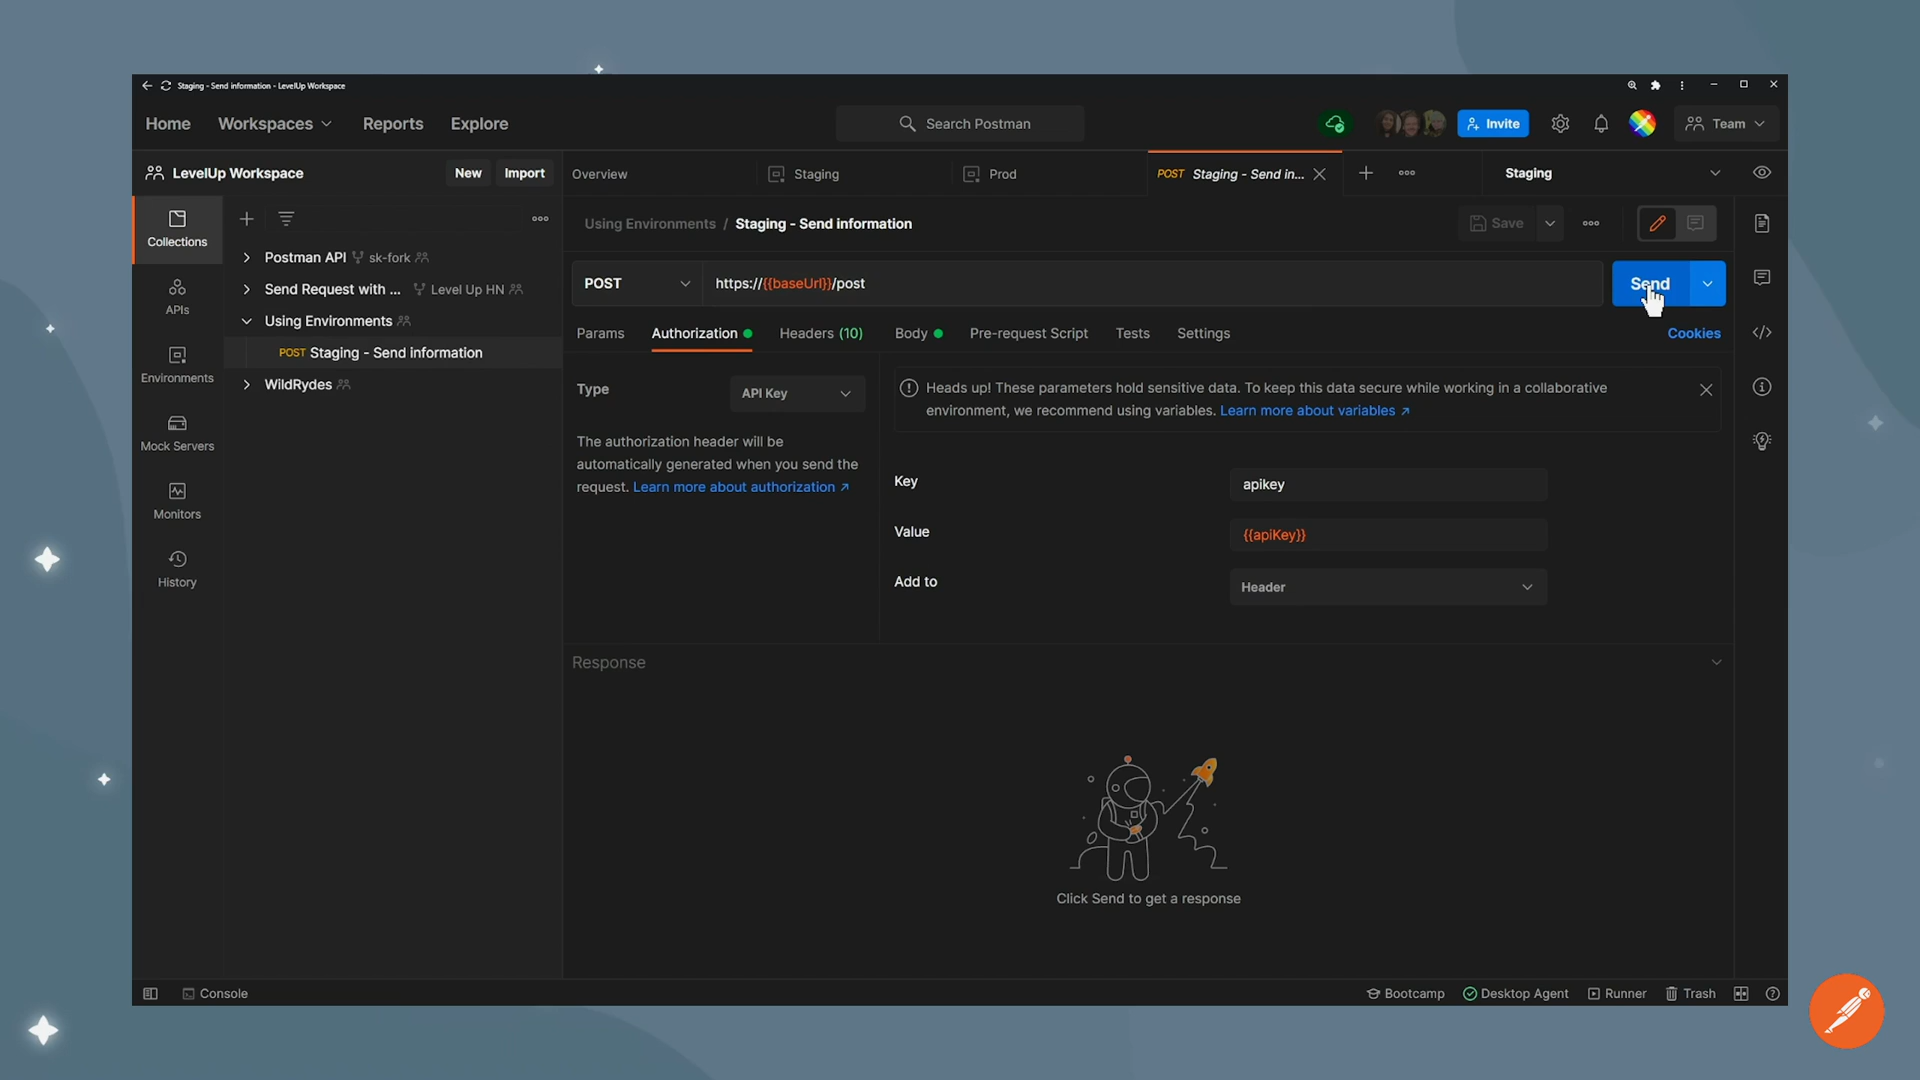 Staging - Send information - LevelUp Workspace
Home
Workspaces
Reports
Explore
Search Postman
Invite
Team
LevelUp Workspace
New
Import
Overview
Staging
Prod
POST Staging - Send in...
Staging
Collections
APIs
Environments
Mock Servers
Monitors
History
Postman API sk-fork
Send Request with ... Level Up HN
Using Environments
POST Staging - Send information
WildRydes
Using Environments / Staging - Send information
Save
POST
https://{{baseUrl}}/post
Send
Params
Authorization
Headers (10)
Body
Pre-request Script
Tests
Settings
Cookies
Type
API Key
The authorization header will be
automatically generated when you send the
request. Learn more about authorization ↗
Heads up! These parameters hold sensitive data. To keep this data secure while working in a collaborative
environment, we recommend using variables. Learn more about variables ↗
Key
apikey
Value
{{apiKey}}
Add to
Header
Response
Click Send to get a response
Console
Bootcamp
Desktop Agent
Runner
Trash